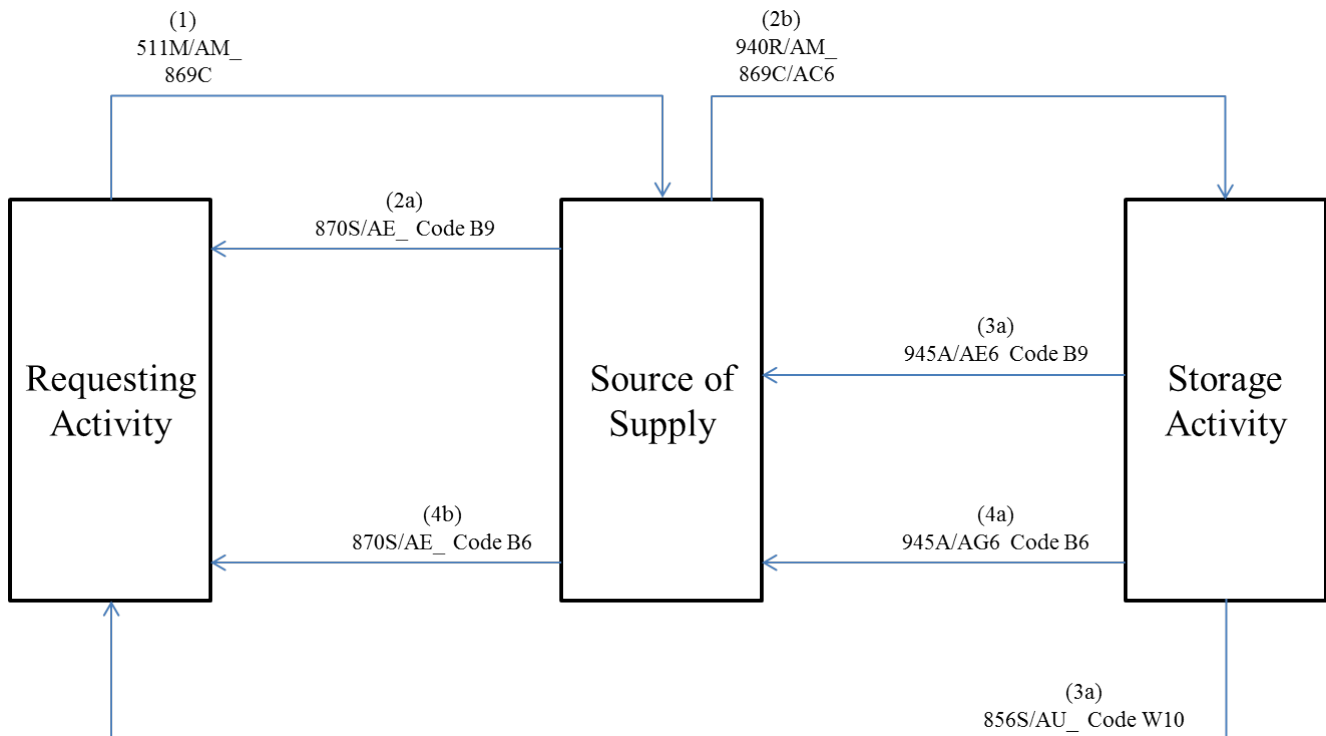 (1)
511M/AM_
869C
(2b)
940R/AM_
869C/AC6
(2a)
870S/AE_ Code B9
(3a)
945A/AE6 Code B9
Requesting
Activity
Source of
Supply
Storage
Activity
(4b)
870S/AE_ Code B6
(4a)
945A/AG6 Code B6
(3a)
856S/AU_ Code W10